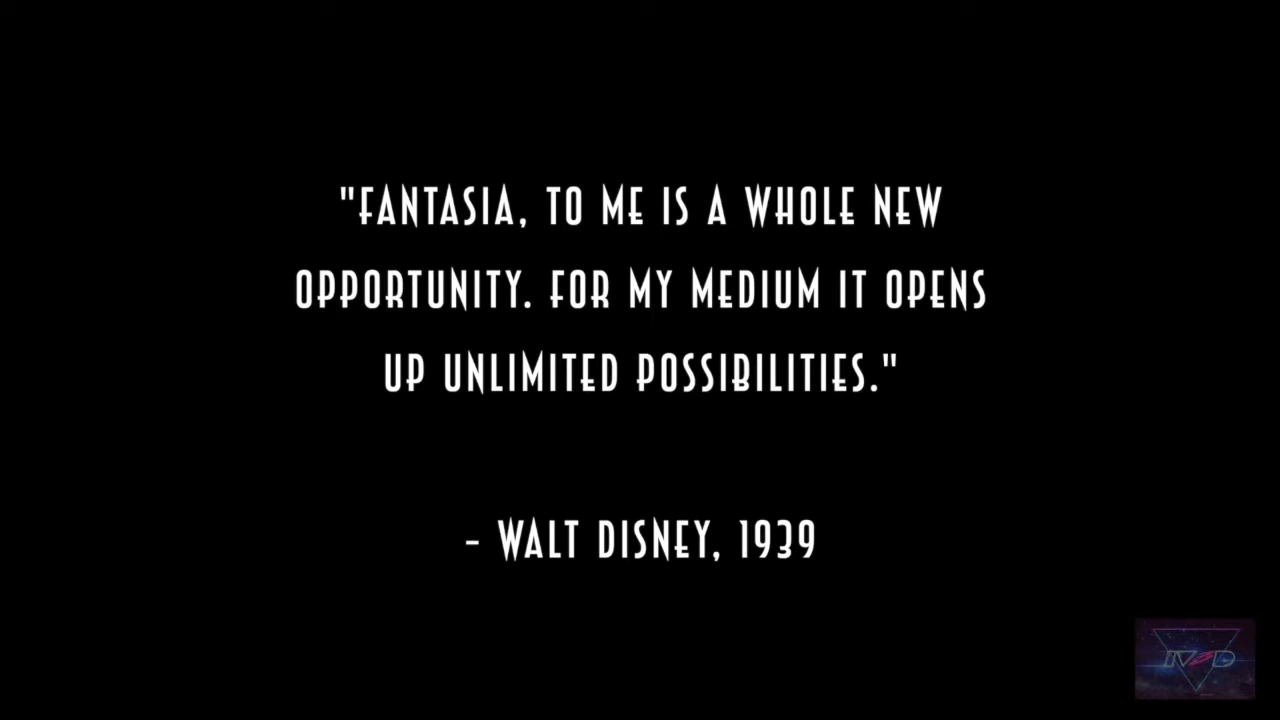 "FANTASIA, TO ME IS A WHOLE NEW
OPPORTUNITY. FOR MY MEDIUM IT OPENS
UP UNLIMITED POSSIBILITIES."
- WALT DISNEY, 1939